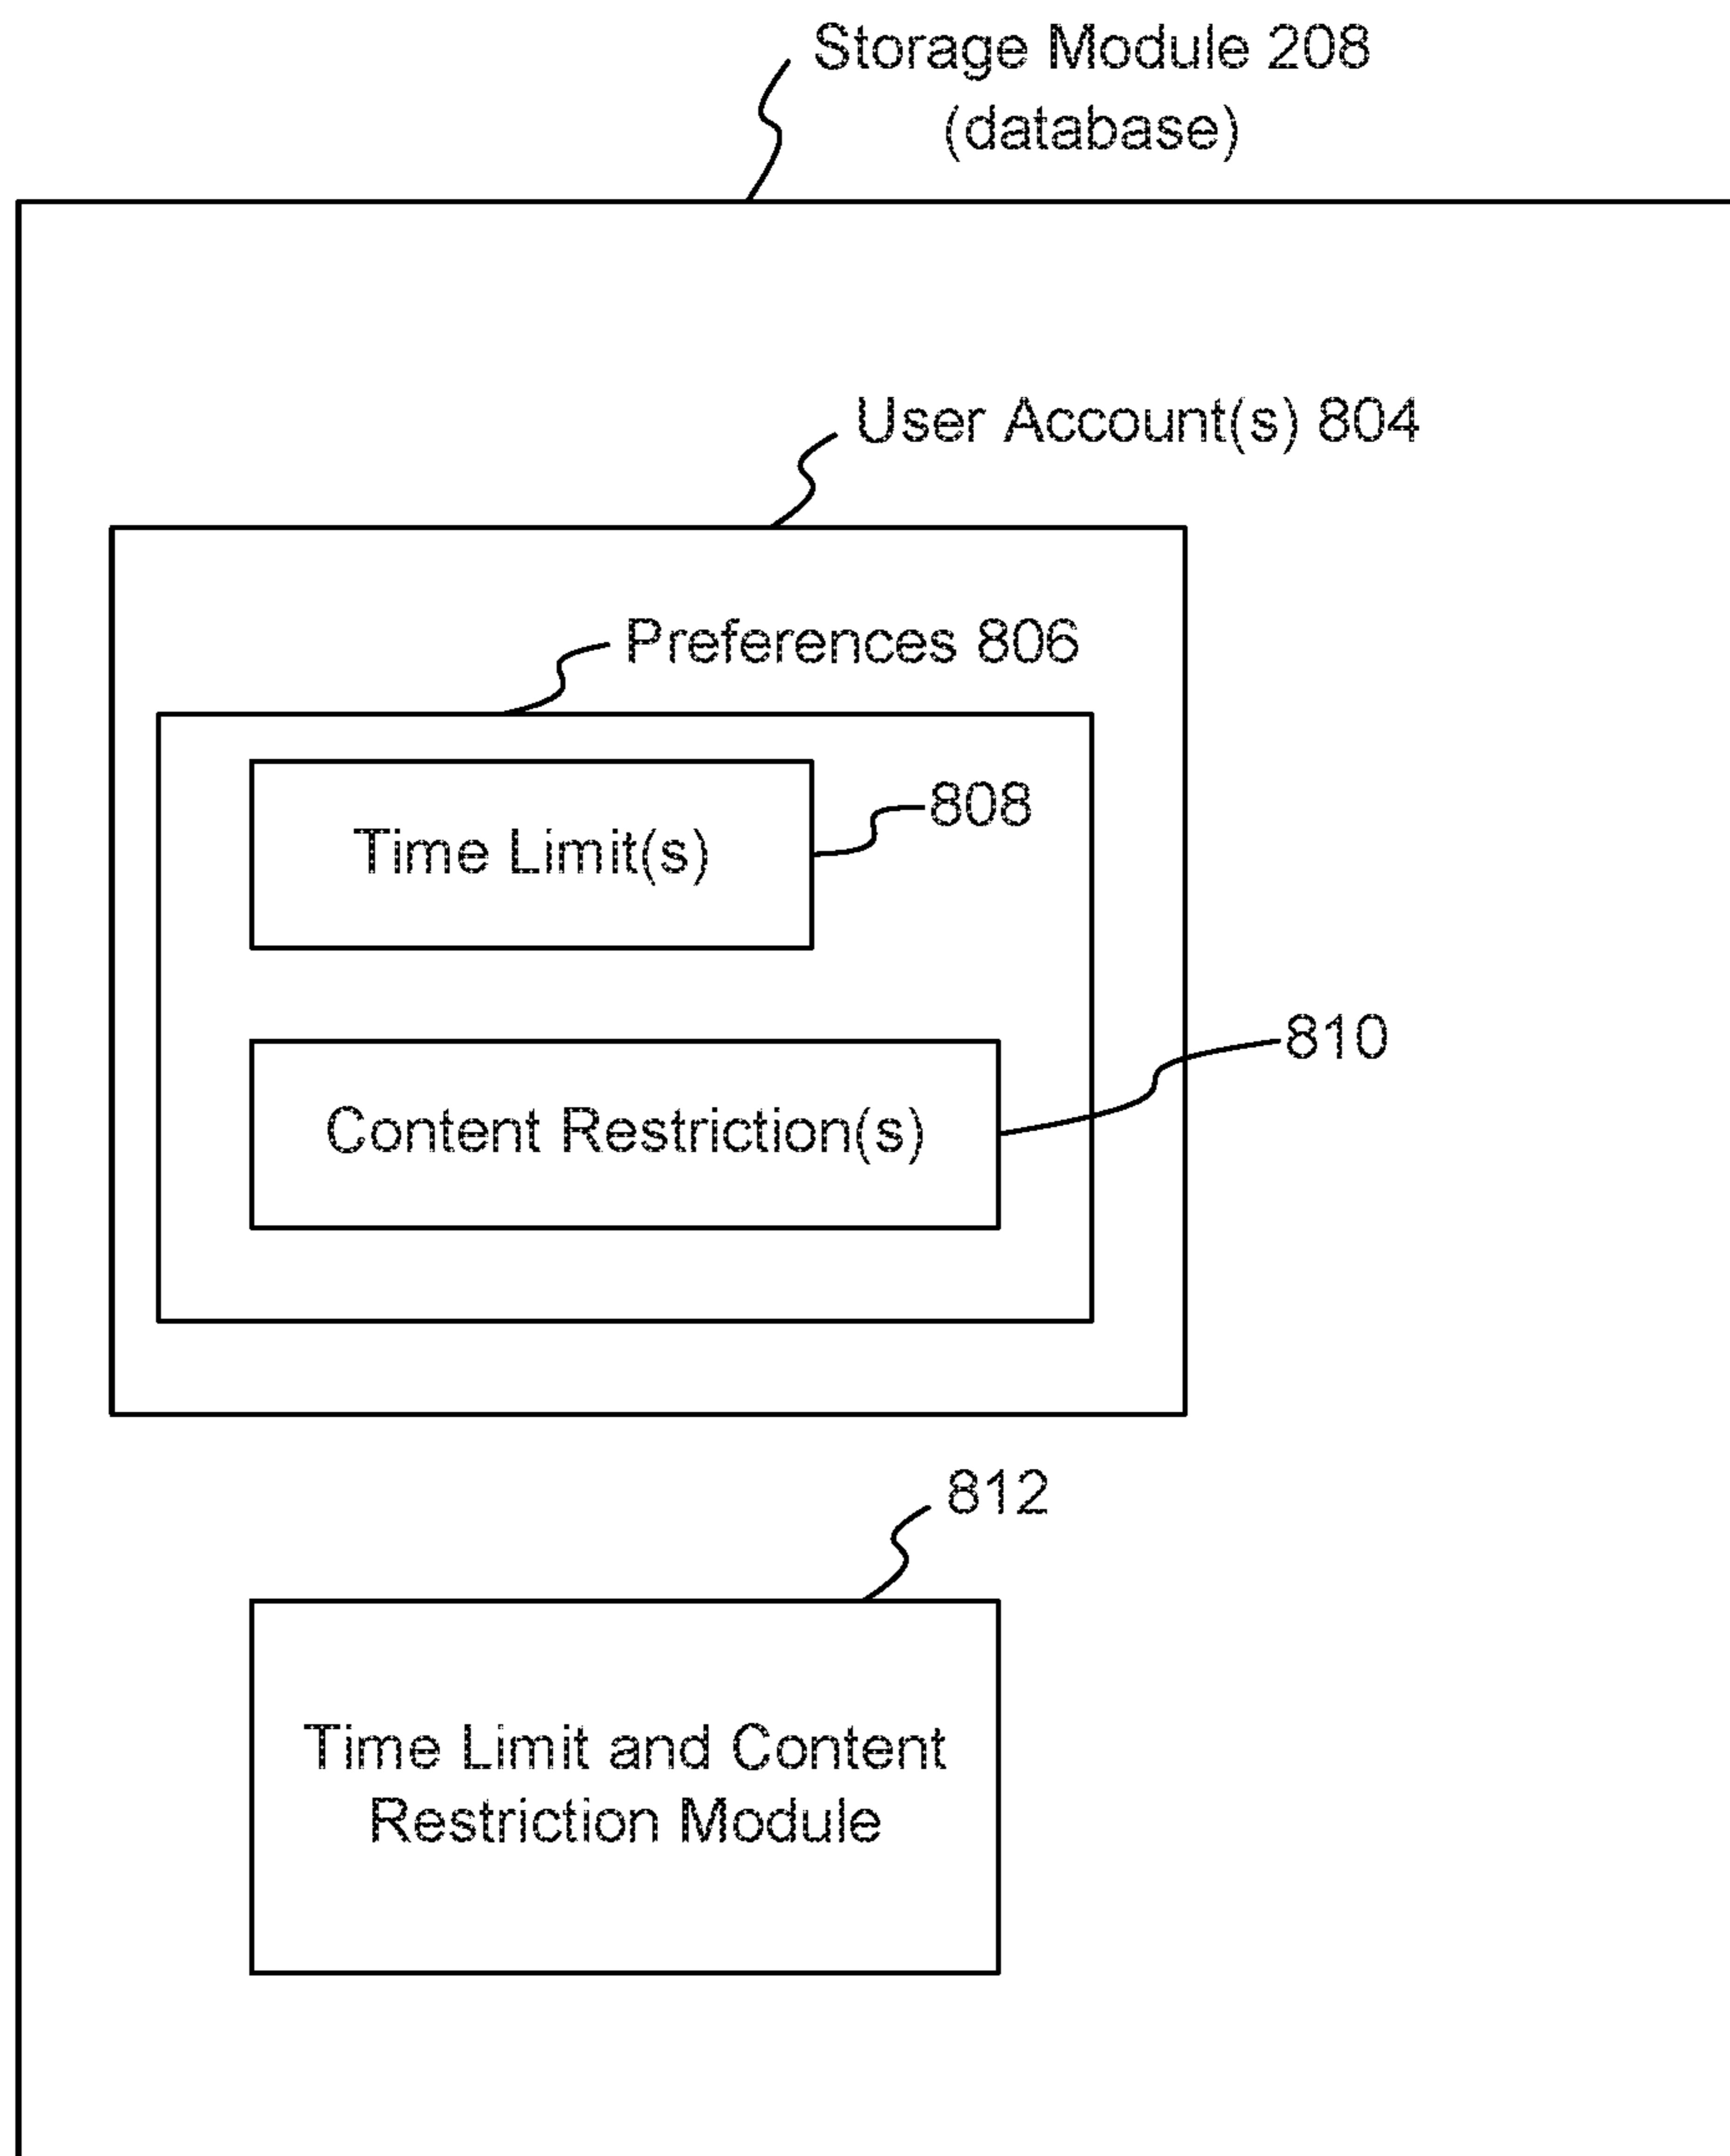 Storage Module 208
(database)
User Account(s) 804
Preferences 806
808
Time Limit(s)
810
Content Restriction(s)
812
Time Limit and Content
Restriction Module